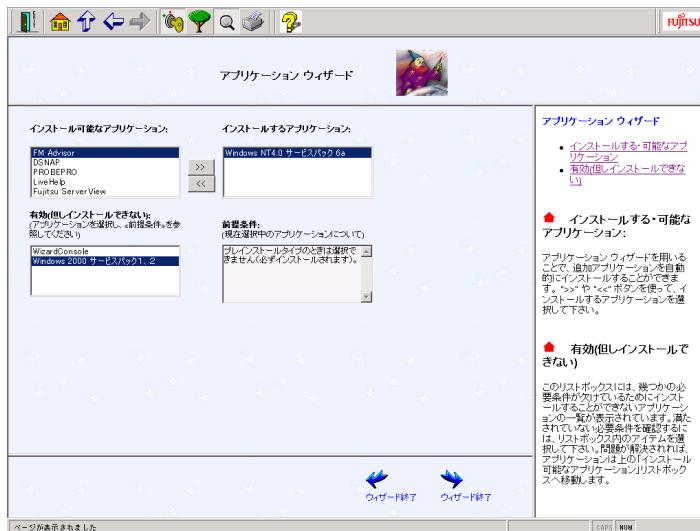 FUJITSU
アプリケーション ウィザード
インストール可能なアプリケーション:
FM Advisor
DSNAP
PROBEPRO
LiveHelp
Fujitsu ServerView
>>
<<
インストールするアプリケーション:
Windows NT4.0 サービスパック 6a
有効(但しインストールできない):
(アプリケーションを選択し、«前提条件»を参
照してください)
WizardConsole
Windows 2000 サービスパック1、2
前提条件:
(現在選択中のアプリケーションについて)
プレインストールタイプのときは選択で
きません(必ずインストールされます)。
ウィザード終了
ウィザード終了
アプリケーション ウィザード
インストールする・可能なアプ
リケーション
有効(但しインストールできな
い)
インストールする・可能な
アプリケーション:
アプリケーション ウィザードを用いる
ことで、追加アプリケーションを自動
的にインストールすることができま
す。">>" や "<<" ボタンを使って、イ
ンストールするアプリケーションを選
択して下さい。
有効(但しインストールで
きない)
このリストボックスには、幾つかの必
要条件が欠けているためにインスト
ールすることができないアプリケーシ
ョンの一覧が表示されています。満た
されていない必要条件を確認するに
は、リストボックス内のアイテムを選
択して下さい。問題が解決されれば、
アプリケーションは上の「インストール
可能なアプリケーション」リストボック
スへ移動します。
ページが表示されました
CAPS
NUM